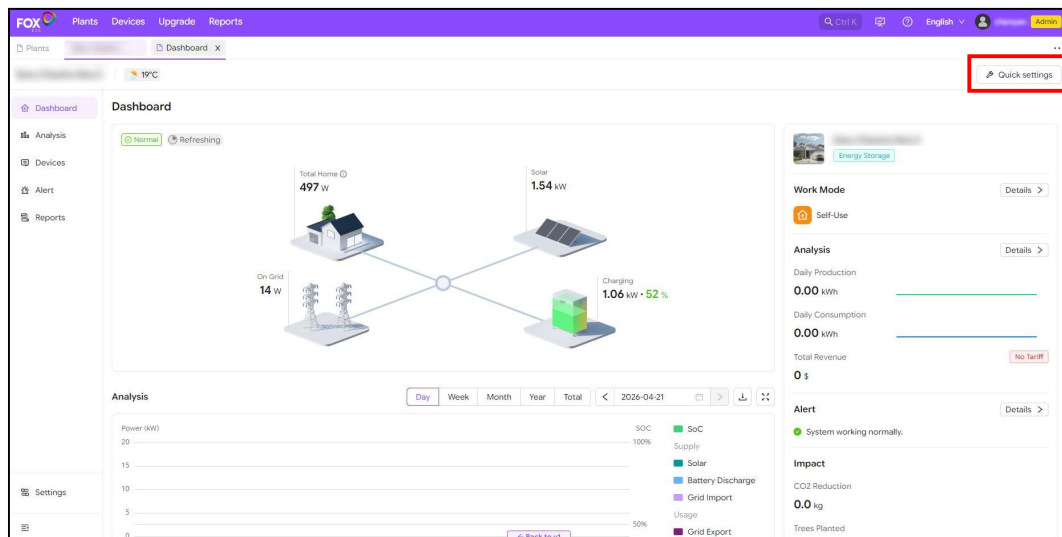 FOX ESS Plants Devices Upgrade Reports Ctrl K English Admin
Plants Dashboard X
19°C Quick settings
Dashboard
Analysis
Devices
Alert
Reports
Settings
Dashboard
Normal Refreshing
Total Home
497 W
Solar
1.54 kW
On Grid
14 W
Charging
1.06 kW • 52 %
Analysis Day Week Month Year Total 2026-04-21
Power (kW) SOC
20 100%
15
10
5
50%
0
SoC
Supply
Solar
Battery Discharge
Grid Import
Usage
Grid Export
Energy Storage
Work Mode Details
Self-Use
Analysis Details
Daily Production
0.00 kWh
Daily Consumption
0.00 kWh
Total Revenue No Tariff
0 $
Alert Details
System working normally.
Impact
CO2 Reduction
0.0 kg
Trees Planted